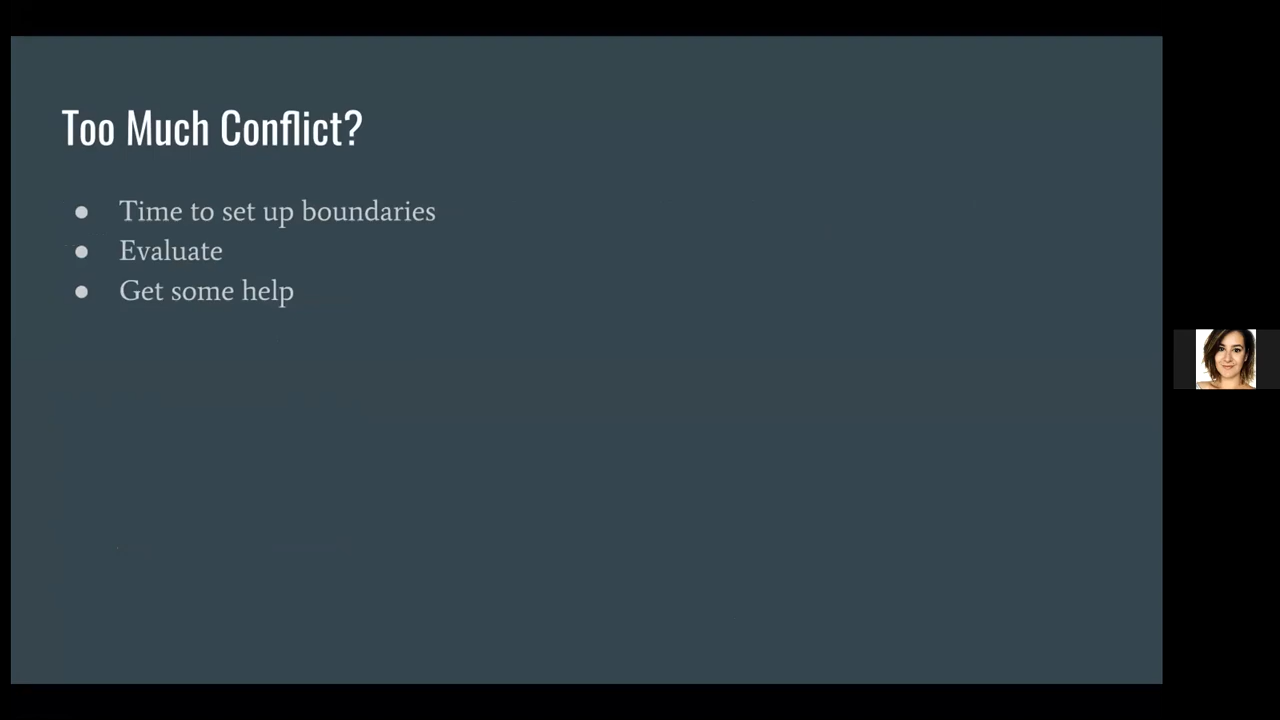 Too Much Conflict?
● Time to set up boundaries
● Evaluate
● Get some help